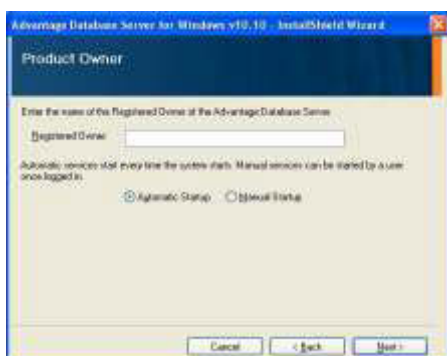 Advantage Database Server for Windows v10.10 - InstallShield Wizard
Product Owner
Enter the name of the Registered Owner of the Advantage Database Server
Registered Owner
Automatic services start every time the system starts. Manual services can be started by a user
once logged in.
Automatic Startup Manual Startup
Cancel < Back Next >